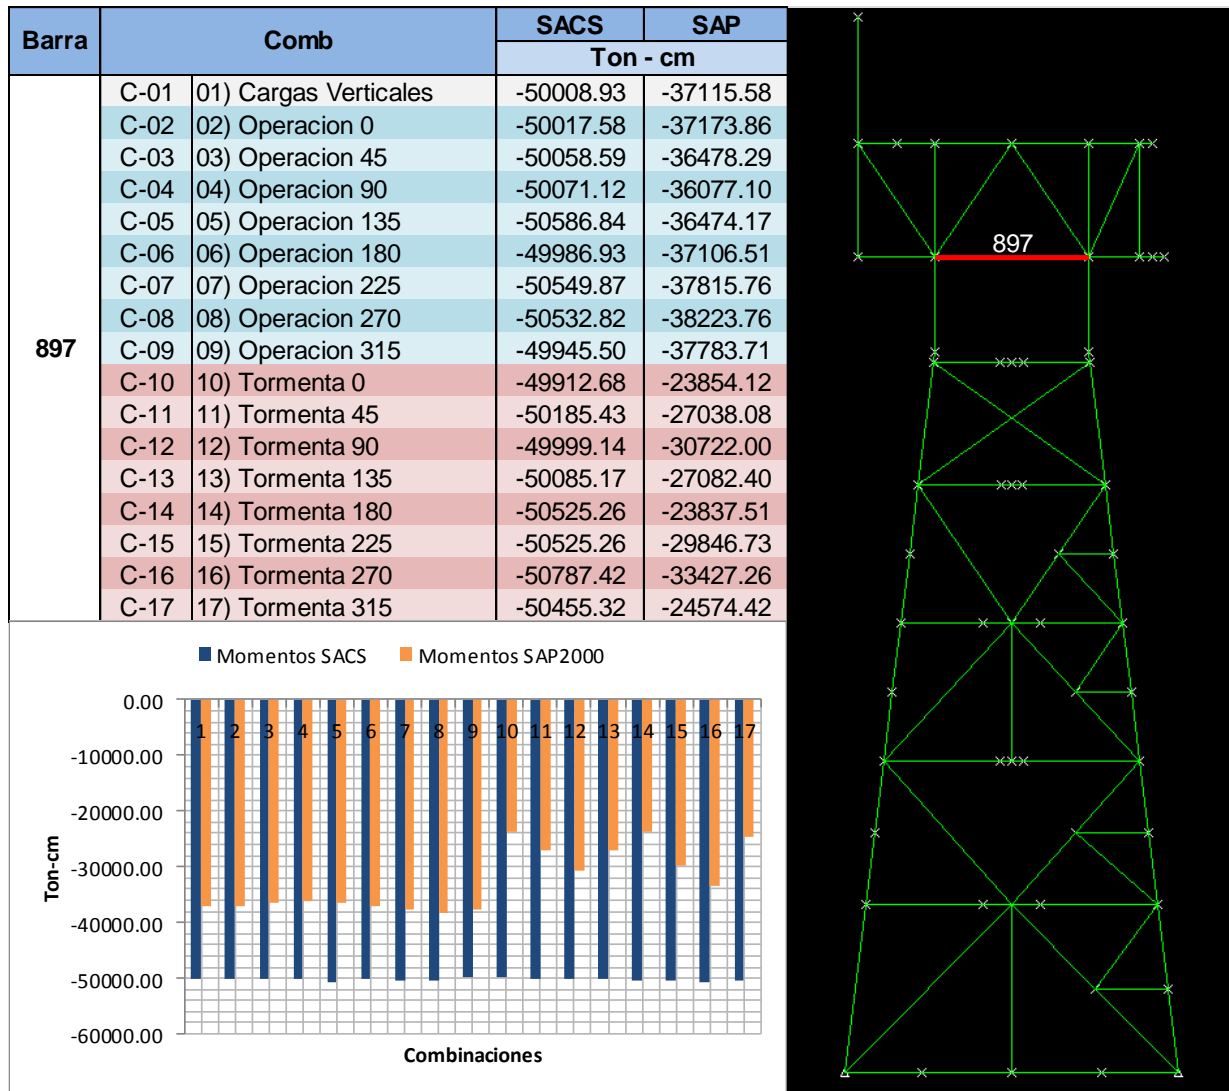 Barra Comb SACS SAP
Ton - cm
897
C-01 01) Cargas Verticales -50008.93 -37115.58
C-02 02) Operacion 0 -50017.58 -37173.86
C-03 03) Operacion 45 -50058.59 -36478.29
C-04 04) Operacion 90 -50071.12 -36077.10
C-05 05) Operacion 135 -50586.84 -36474.17
C-06 06) Operacion 180 -49986.93 -37106.51
C-07 07) Operacion 225 -50549.87 -37815.76
C-08 08) Operacion 270 -50532.82 -38223.76
C-09 09) Operacion 315 -49945.50 -37783.71
C-10 10) Tormenta 0 -49912.68 -23854.12
C-11 11) Tormenta 45 -50185.43 -27038.08
C-12 12) Tormenta 90 -49999.14 -30722.00
C-13 13) Tormenta 135 -50085.17 -27082.40
C-14 14) Tormenta 180 -50525.26 -23837.51
C-15 15) Tormenta 225 -50525.26 -29846.73
C-16 16) Tormenta 270 -50787.42 -33427.26
C-17 17) Tormenta 315 -50455.32 -24574.42
Momentos SACS Momentos SAP2000
0.00
1 2 3 4 5 6 7 8 9 10 11 12 13 14 15 16 17
-10000.00
-20000.00
-30000.00
-40000.00
-50000.00
-60000.00
Ton-cm
Combinaciones
897